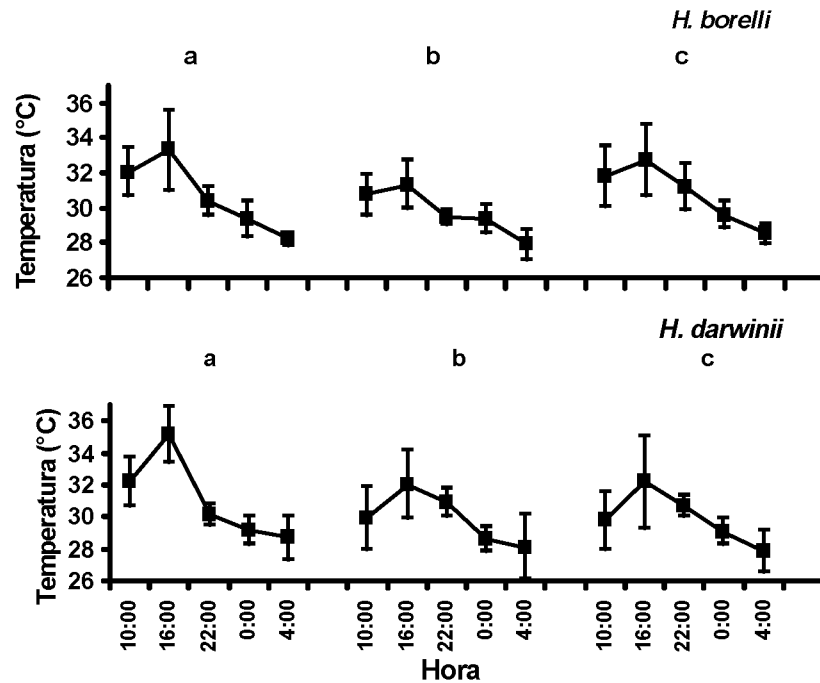 H. borelli
a b c
Temperatura (°C)
36
34
32
30
28
26
H. darwinii
a b c
Temperatura (°C)
36
34
32
30
28
26
10:00 16:00 22:00 0:00 4:00 10:00 16:00 22:00 0:00 4:00 10:00 16:00 22:00 0:00 4:00
Hora